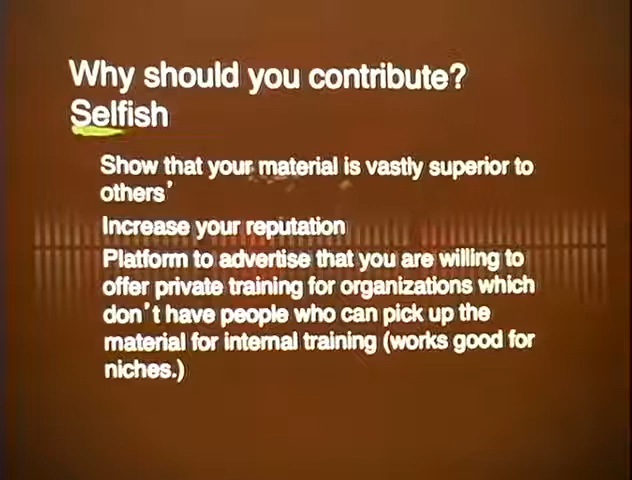 Why should you contribute?
Selfish
Show that your material is vastly superior to
others’
Increase your reputation
Platform to advertise that you are willing to
offer private training for organizations which
don’t have people who can pick up the
material for internal training (works good for
niches.)